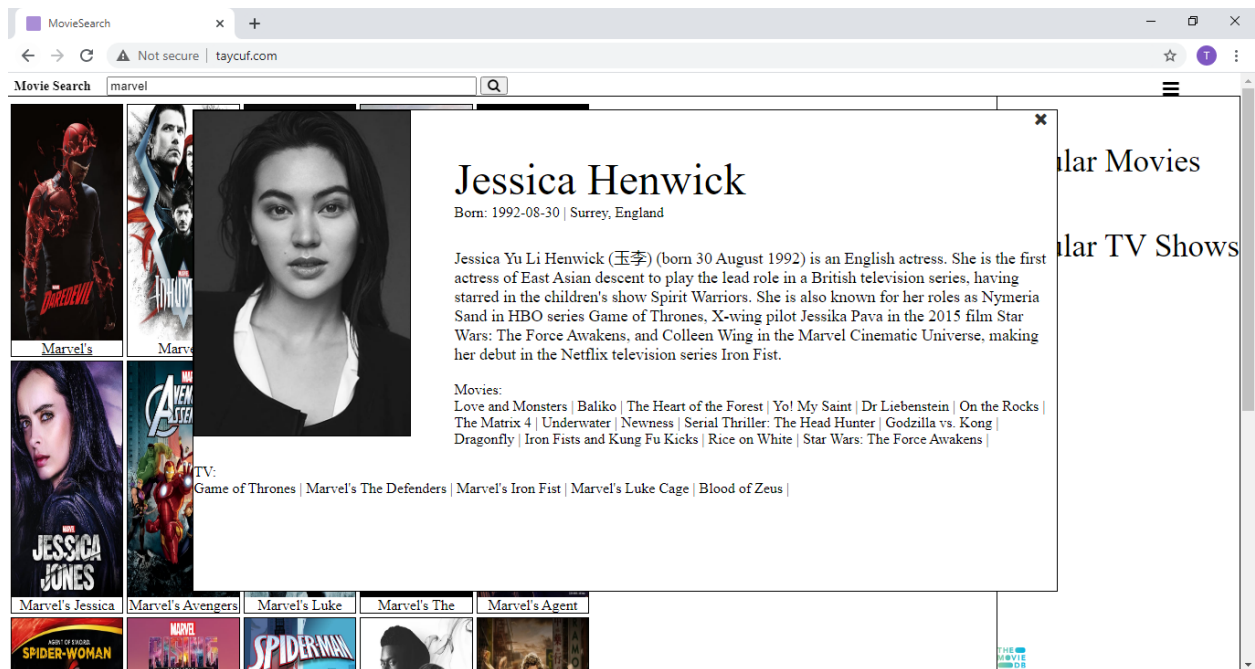 MovieSearch
Not secure | taycuf.com
T
Movie Search marvel
Jessica Henwick
Born: 1992-08-30 | Surrey, England
Jessica Yu Li Henwick (玉李) (born 30 August 1992) is an English actress. She is the first
actress of East Asian descent to play the lead role in a British television series, having
starred in the children's show Spirit Warriors. She is also known for her roles as Nymeria
Sand in HBO series Game of Thrones, X-wing pilot Jessika Pava in the 2015 film Star
Wars: The Force Awakens, and Colleen Wing in the Marvel Cinematic Universe, making
her debut in the Netflix television series Iron Fist.
Movies:
Love and Monsters | Baliko | The Heart of the Forest | Yo! My Saint | Dr Liebenstein | On the Rocks |
The Matrix 4 | Underwater | Newness | Serial Thriller: The Head Hunter | Godzilla vs. Kong |
Dragonfly | Iron Fists and Kung Fu Kicks | Rice on White | Star Wars: The Force Awakens |
TV:
Game of Thrones | Marvel's The Defenders | Marvel's Iron Fist | Marvel's Luke Cage | Blood of Zeus |
ular Movies
ular TV Shows
DAREDEVIL
INHUM
Marvel's
Marve
MARVEL
JESSICA
JONES
AVEN
ASSE
Marvel's Jessica
Marvel's Avengers
Marvel's Luke
Marvel's The
Marvel's Agent
AGENT OF S.W.O.R.D.
SPIDER-WOMAN
MARVEL
SPIDER-MAN
THE
MOVIE
DB